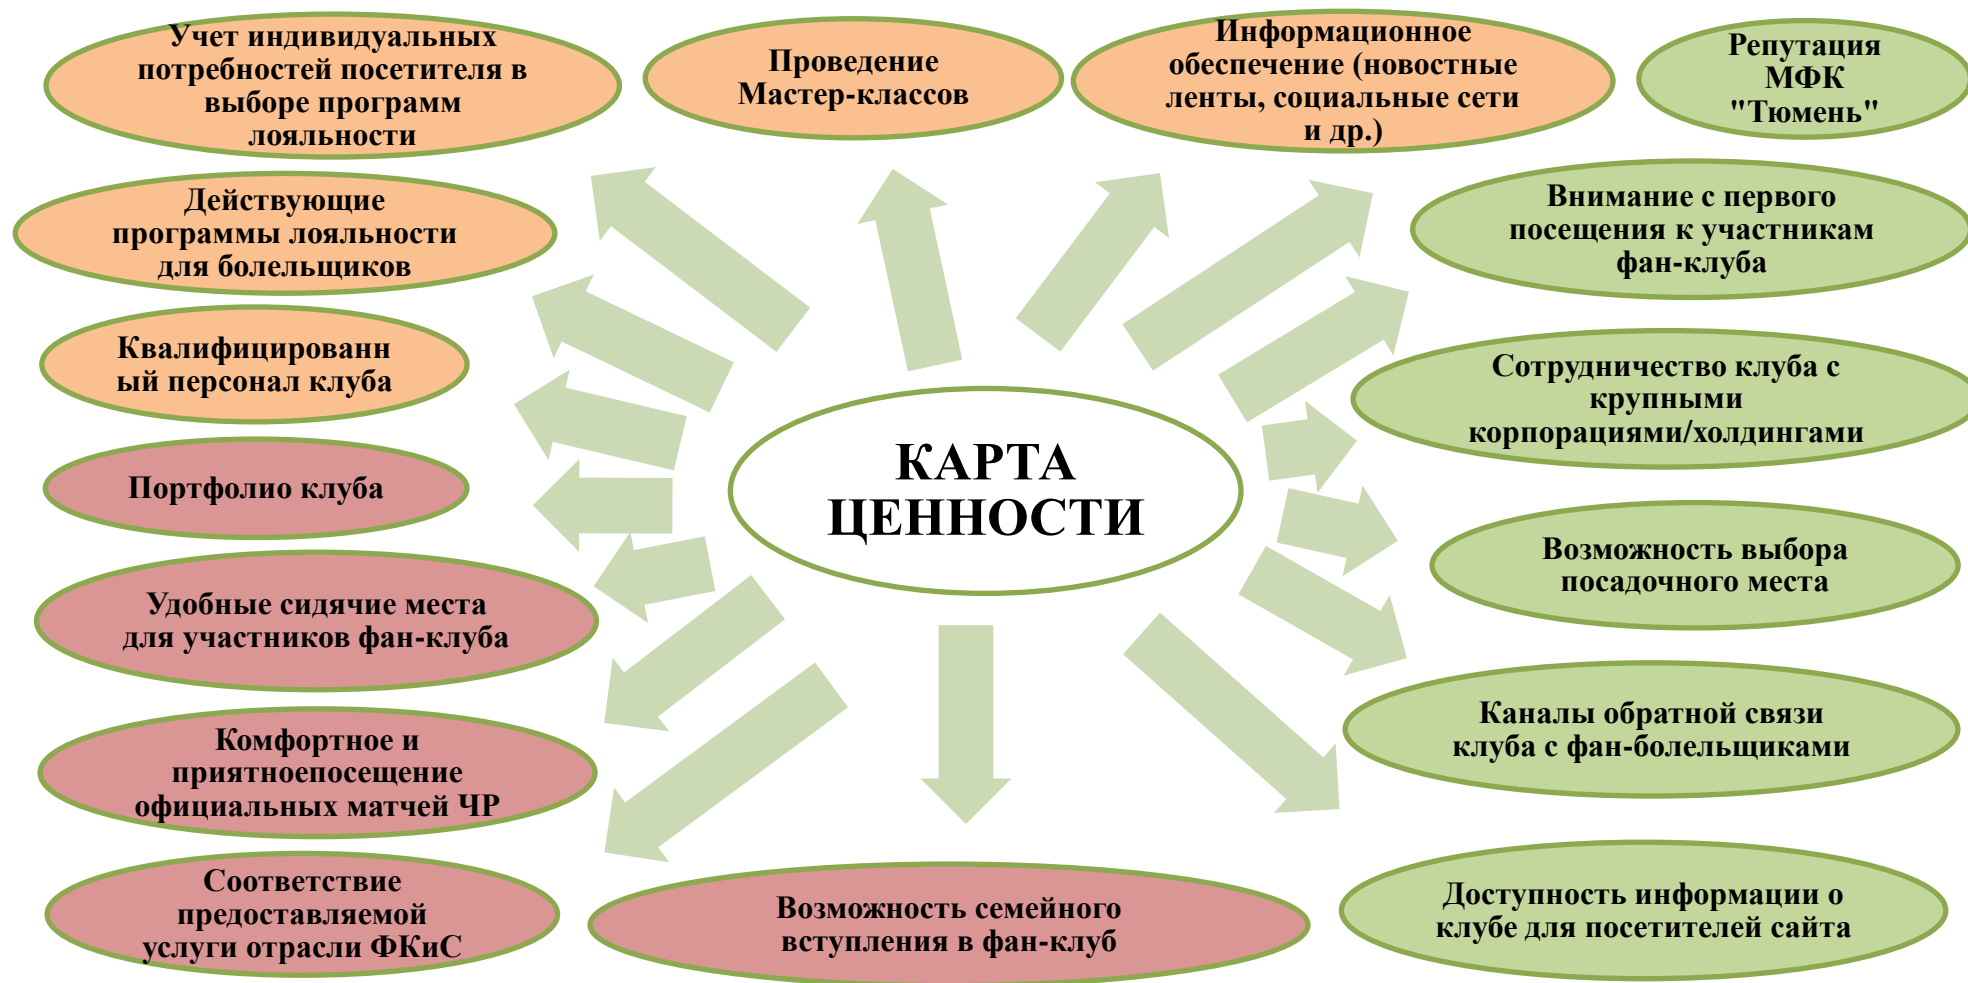 Учет индивидуальных
потребностей посетителя в
выборе программ
лояльности
Проведение
Мастер-классов
Информационное
обеспечение (новостные
ленты, социальные сети
и др.)
Репутация
МФК
"Тюмень"
Действующие
программы лояльности
для болельщиков
Внимание с первого
посещения к участникам
фан-клуба
Квалифицированн
ый персонал клуба
Сотрудничество клуба с
крупными
корпорациями/холдингами
КАРТА
ЦЕННОСТИ
Портфолио клуба
Возможность выбора
посадочного места
Удобные сидячие места
для участников фан-клуба
Каналы обратной связи
клуба с фан-болельщиками
Комфортное и
приятноепосещение
официальных матчей ЧР
Соответствие
предоставляемой
услуги отрасли ФКиС
Возможность семейного
вступления в фан-клуб
Доступность информации о
клубе для посетителей сайта